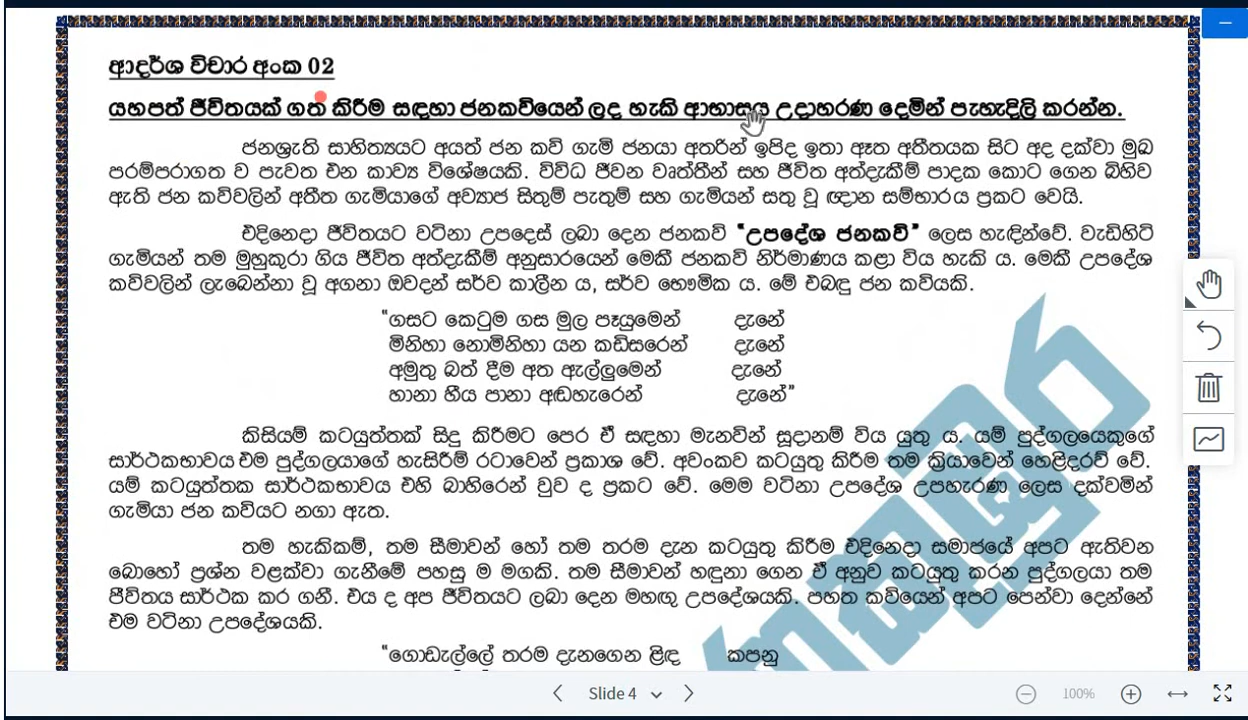 ආදර්ශ විචාර අංක 02
යහපත් ජීවිතයක් ගත කිරීම සඳහා ජනකවියෙන් ලද හැකි ආභාසය උදාහරණ දෙමින් පැහැදිලි කරන්න.
ජනශ්‍රැති සාහිත්‍යයට අයත් ජන කවි ගැමි ජනයා අතරින් ඉපිද ඉතා ඈත අතීතයක සිට අද දක්වා මුඛ
පරම්පරාගත ව පැවත එන කාව්‍ය විශේෂයකි. විවිධ ජීවන වෘත්තීන් සහ ජීවිත අත්දැකීම් පාදක කොට ගෙන බිහිව
ඇති ජන කවිවලින් අතීත ගැමියාගේ අව්‍යාජ සිතුම් පැතුම් සහ ගැමියන් සතු වූ ඥාන සම්භාරය ප්‍රකට වෙයි.
එදිනෙදා ජීවිතයට වටිනා උපදෙස් ලබා දෙන ජනකවි "උපදේශ ජනකවි" ලෙස හැඳින්වේ. වැඩිහිටි
ගැමියන් තම මුහුකුරා ගිය ජීවිත අත්දැකීම් අනුසාරයෙන් මෙකී ජනකවි නිර්මාණය කළා විය හැකි ය. මෙකී උපදේශ
කවිවලින් ලැබෙන්නා වූ අගනා ඔවදන් සර්ව කාලීන ය, සර්ව භෞමික ය. මේ එබඳු ජන කවියකි.
"ගසට කෙටුම ගස මුල පෑයුමෙන් දැනේ
මිනිහා නොමිනිහා යන කඩිසරෙන් දැනේ
අමුතු බත් දීම අත ඇල්ලුමෙන් දැනේ
හානා හීය පානා අඬහැරෙන් දැනේ"
කිසියම් කටයුත්තක් සිදු කිරීමට පෙර ඒ සඳහා මැනවින් සූදානම් විය යුතු ය. යම් පුද්ගලයෙකුගේ
සාර්ථකභාවය එම පුද්ගලයාගේ හැසිරීම් රටාවෙන් ප්‍රකාශ වේ. අවංකව කටයුතු කිරීම තම ක්‍රියාවෙන් හෙළිදරව් වේ.
යම් කටයුත්තක සාර්ථකභාවය එහි බාහිරෙන් වුව ද ප්‍රකට වේ. මෙම වටිනා උපදේශ උපහැරණ ලෙස දක්වමින්
ගැමියා ජන කවියට නගා ඇත.
තම හැකිකම්, තම සීමාවන් හෝ තම තරම දැන කටයුතු කිරීම එදිනෙදා සමාජයේ අපට ඇතිවන
බොහෝ ප්‍රශ්න වළක්වා ගැනීමේ පහසු ම මගකි. තම සීමාවන් හඳුනා ගෙන ඒ අනුව කටයුතු කරන පුද්ගලයා තම
ජීවිතය සාර්ථක කර ගනී. එය ද අප ජීවිතයට ලබා දෙන මහඟු උපදේශයකි. පහත කවියෙන් අපට පෙන්වා දෙන්නේ
එම වටිනා උපදේශයකි.
"ගොඩැල්ලේ තරම දැනගෙන ළිඳ කපනු
Slide 4
100%